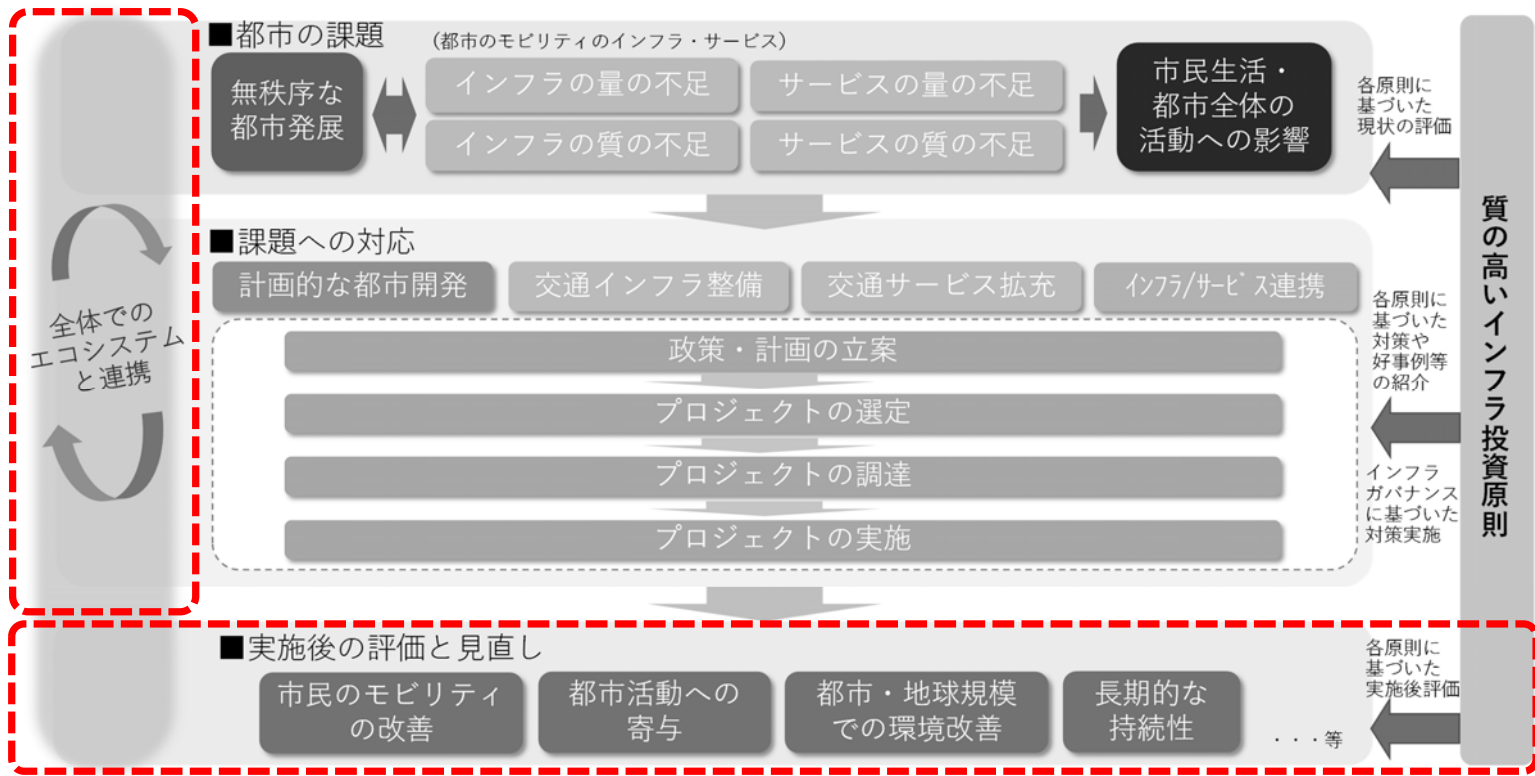 ■都市の課題
(都市のモビリティのインフラ・サービス)
無秩序な
都市発展
インフラの量の不足
サービスの量の不足
インフラの質の不足
サービスの質の不足
市民生活・
都市全体の
活動への影響
各原則に
基づいた
現状の評価
■課題への対応
計画的な都市開発
交通インフラ整備
交通サービス拡充
ｲﾝﾌﾗ/ｻｰﾋﾞｽ連携
政策・計画の立案
プロジェクトの選定
プロジェクトの調達
プロジェクトの実施
各原則に
基づいた
対策や
好事例等
の紹介
インフラ
ガバナンス
に基づいた
対策実施
全体での
エコシステム
と連携
質の高いインフラ投資原則
■実施後の評価と見直し
市民のモビリティ
の改善
都市活動への
寄与
都市・地球規模
での環境改善
長期的な
持続性
・・・等
各原則に
基づいた
実施後評価